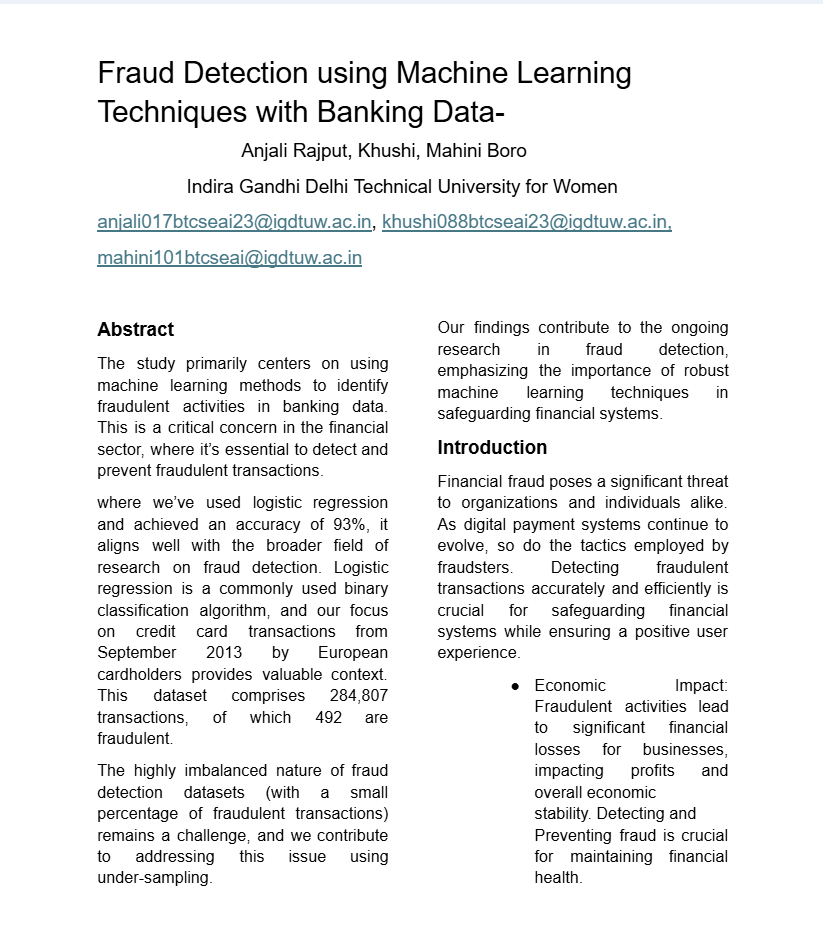 Fraud Detection using Machine Learning
Techniques with Banking Data-
Anjali Rajput, Khushi, Mahini Boro
Indira Gandhi Delhi Technical University for Women
anjali017btcseai23@igdtuw.ac.in, khushi088btcseai23@igdtuw.ac.in,
mahini101btcseai@igdtuw.ac.in
Abstract
The study primarily centers on using
machine learning methods to identify
fraudulent activities in banking data.
This is a critical concern in the financial
sector, where it’s essential to detect and
prevent fraudulent transactions.
where we’ve used logistic regression
and achieved an accuracy of 93%, it
aligns well with the broader field of
research on fraud detection. Logistic
regression is a commonly used binary
classification algorithm, and our focus
on credit card transactions from
September 2013 by European
cardholders provides valuable context.
This dataset comprises 284,807
transactions, of which 492 are
fraudulent.
The highly imbalanced nature of fraud
detection datasets (with a small
percentage of fraudulent transactions)
remains a challenge, and we contribute
to addressing this issue using
under-sampling.
Our findings contribute to the ongoing
research in fraud detection,
emphasizing the importance of robust
machine learning techniques in
safeguarding financial systems.
Introduction
Financial fraud poses a significant threat
to organizations and individuals alike.
As digital payment systems continue to
evolve, so do the tactics employed by
fraudsters. Detecting fraudulent
transactions accurately and efficiently is
crucial for safeguarding financial
systems while ensuring a positive user
experience.
● Economic Impact:
Fraudulent activities lead
to significant financial
losses for businesses,
impacting profits and
overall economic
stability. Detecting and
Preventing fraud is crucial
for maintaining financial
health.